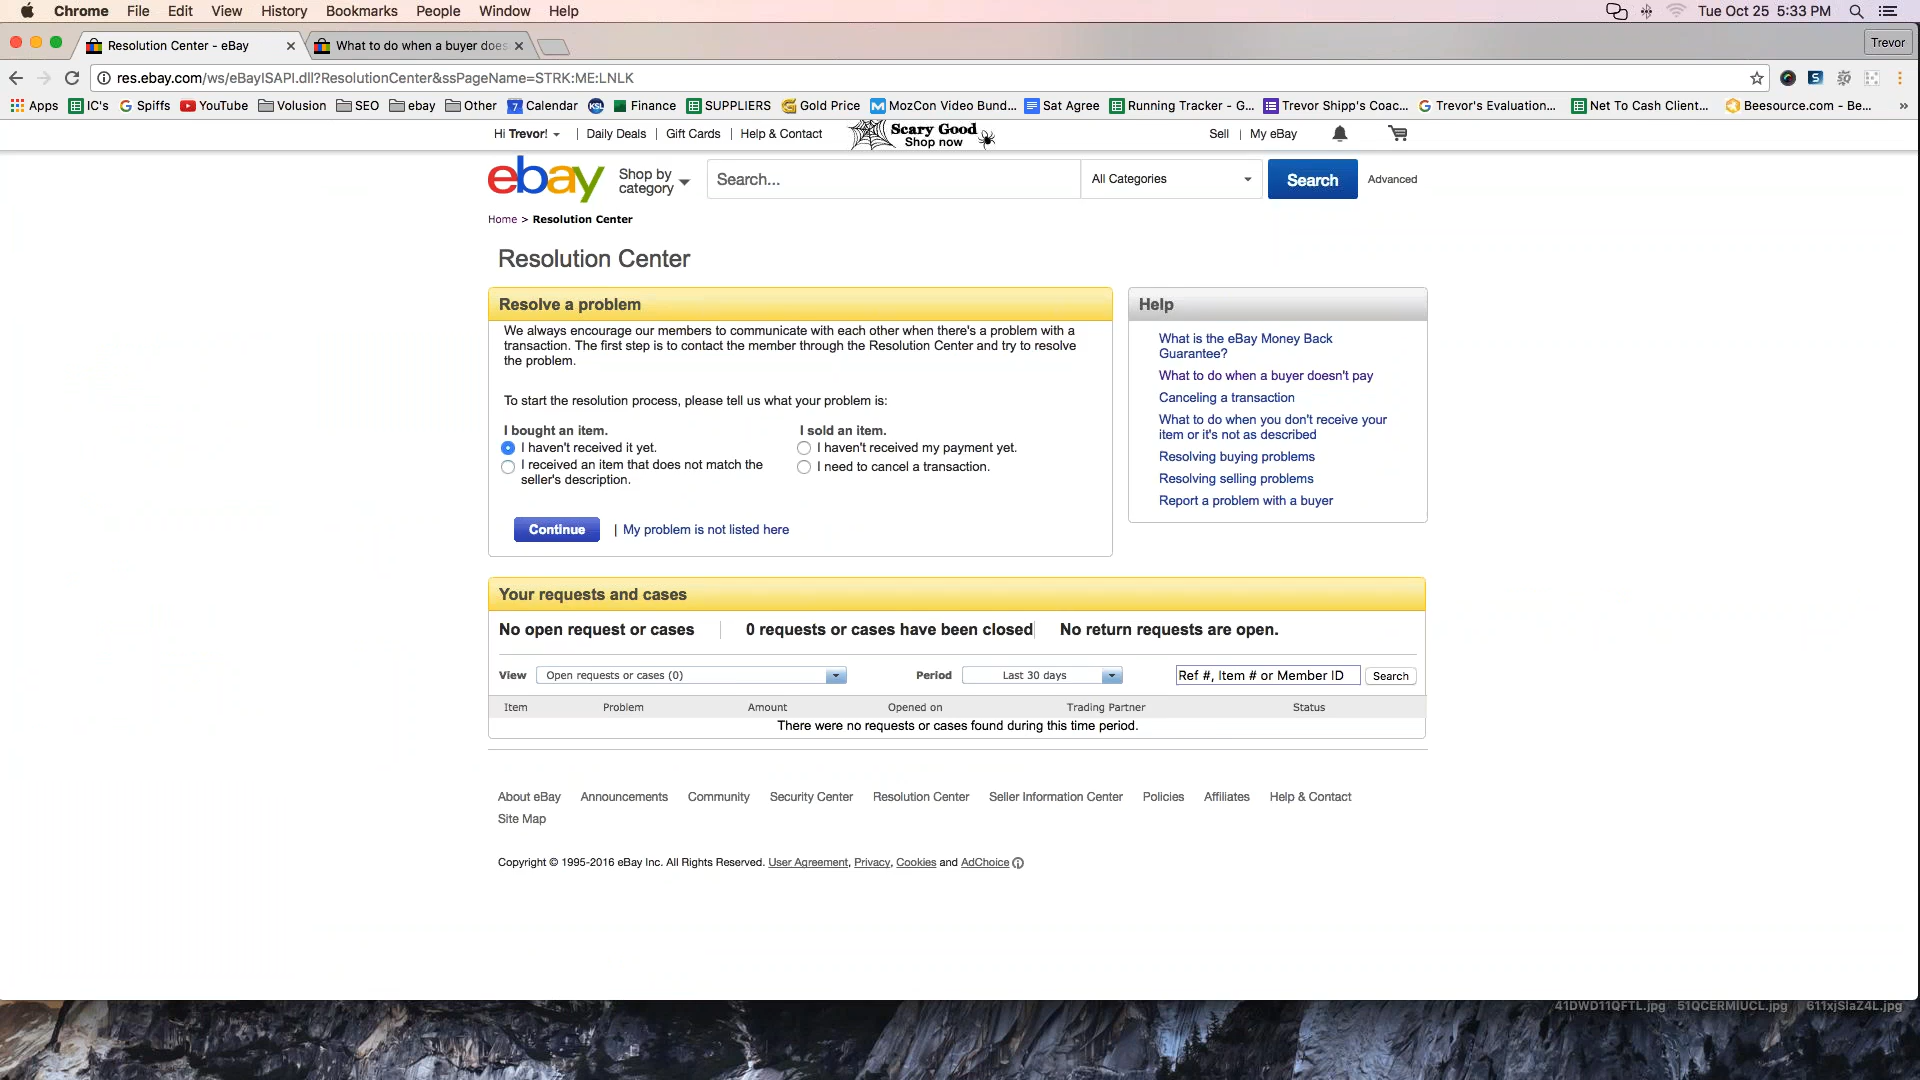 Chrome File Edit View History Bookmarks People Window Help Tue Oct 25 5:33 PM
Resolution Center - eBay What to do when a buyer does Trevor
res.ebay.com/ws/eBayISAPI.dll?ResolutionCenter&ssPageName=STRK:ME:LNLK
Apps IC's Spiffs YouTube Volusion SEO ebay Other 7 Calendar KSL Finance SUPPLIERS Gold Price MozCon Video Bund... Sat Agree Running Tracker - G... Trevor Shipp's Coac... Trevor's Evaluation... Net To Cash Client... Beesource.com - Be... »
Hi Trevor! Daily Deals Gift Cards Help & Contact Scary Good Shop now Sell My eBay
ebay Shop by category Search... All Categories Search Advanced
Home > Resolution Center
Resolution Center
Resolve a problem
We always encourage our members to communicate with each other when there's a problem with a
transaction. The first step is to contact the member through the Resolution Center and try to resolve
the problem.
To start the resolution process, please tell us what your problem is:
I bought an item. I sold an item.
I haven't received it yet. I haven't received my payment yet.
I received an item that does not match the I need to cancel a transaction.
seller's description.
Continue | My problem is not listed here
Help
What is the eBay Money Back
Guarantee?
What to do when a buyer doesn't pay
Canceling a transaction
What to do when you don't receive your
item or it's not as described
Resolving buying problems
Resolving selling problems
Report a problem with a buyer
Your requests and cases
No open request or cases 0 requests or cases have been closed No return requests are open.
View Open requests or cases (0) Period Last 30 days Ref #, Item # or Member ID Search
Item Problem Amount Opened on Trading Partner Status
There were no requests or cases found during this time period.
About eBay Announcements Community Security Center Resolution Center Seller Information Center Policies Affiliates Help & Contact
Site Map
Copyright © 1995-2016 eBay Inc. All Rights Reserved. User Agreement, Privacy, Cookies and AdChoice
41DWD11QFTL.jpg 51QCERMIUCL.jpg 611xjSlaZ4L.jpg